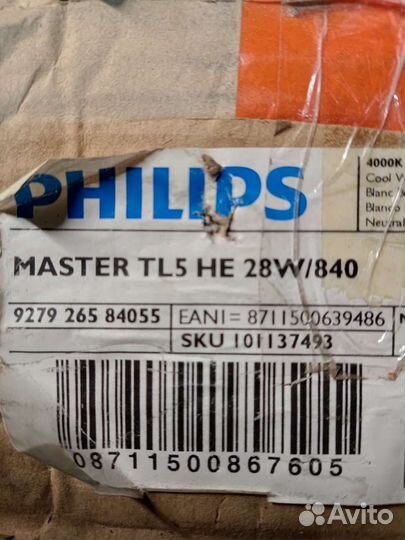 PHILIPS
4000K
Cool W
Blanc
Blanco
Neutral
MASTER TL5 HE 28W/840
9279 265 84055
EAN1= 8711500639486
SKU 101137493
08711500867605
Avito